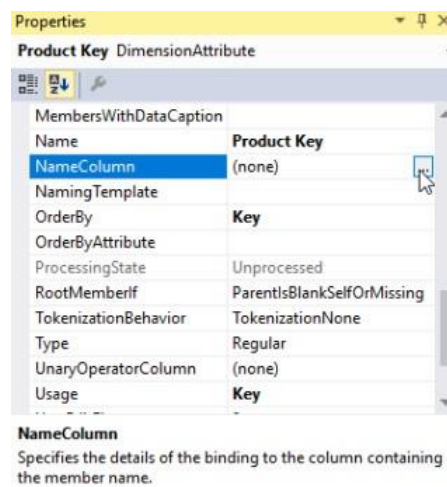 Properties
Product Key DimensionAttribute
MembersWithDataCaption
Name Product Key
NameColumn (none) ...
NamingTemplate
OrderBy Key
OrderByAttribute
ProcessingState Unprocessed
RootMemberIf ParentIsBlankSelfOrMissing
TokenizationBehavior TokenizationNone
Type Regular
UnaryOperatorColumn (none)
Usage Key
NameColumn
Specifies the details of the binding to the column containing
the member name.